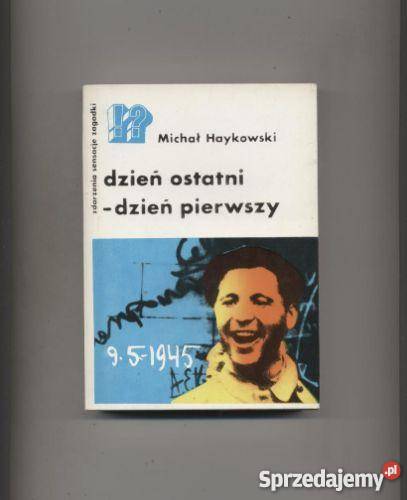 !?
zdarzenia sensacje zagadki
Michał Haykowski
dzień ostatni
-dzień pierwszy
9.5-1945
Sprzedajemy.pl